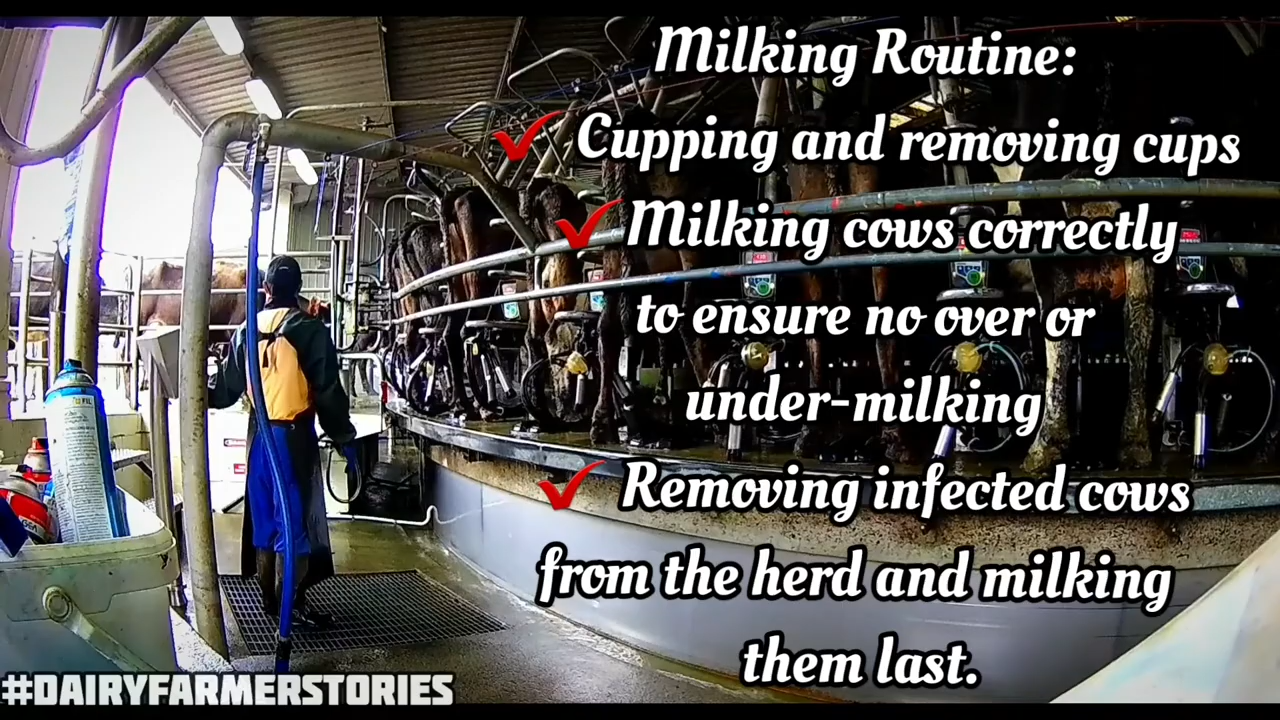 Milking Routine:
Cupping and removing cups
Milking cows correctly
to ensure no over or
under-milking
Removing infected cows
from the herd and milking
them last.
#DAIRYFARMERSTORIES